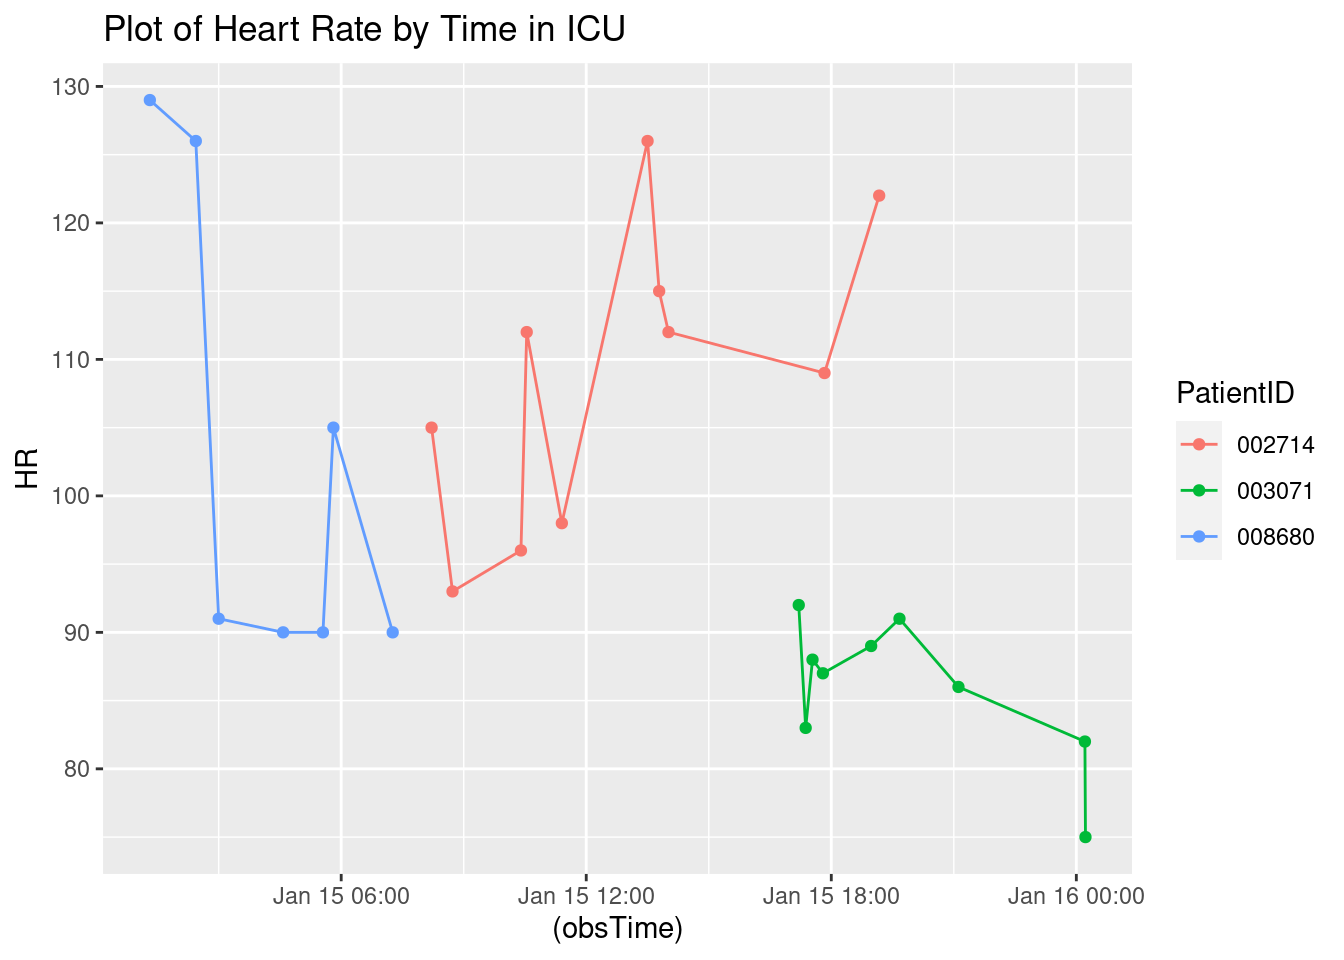 Plot of Heart Rate by Time in ICU
130
120
110
100
90
80
HR
Jan 15 06:00
Jan 15 12:00
Jan 15 18:00
Jan 16 00:00
(obsTime)
PatientID
002714
003071
008680